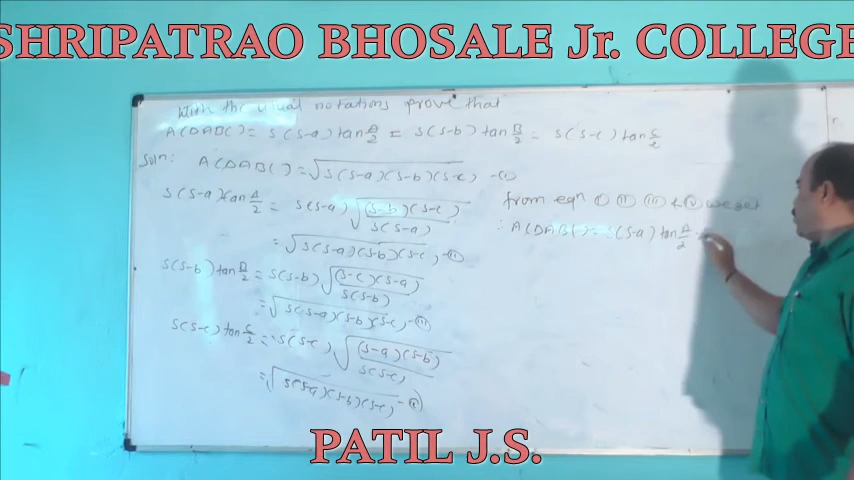 SHRIPATRAO BHOSALE Jr. COLLEGE
With the usual notations prove that
A(ΔABC) = s(s-a) tan A/2 = s(s-b) tan B/2 = s(s-c) tan C/2
Soln: A(ΔABC) = √s(s-a)(s-b)(s-c) -(I)
s(s-a) tan A/2 = s(s-a) √(s-b)(s-c)/s(s-a)
= √s(s-a)(s-b)(s-c) -(II)
s(s-b) tan B/2 = s(s-b) √(s-c)(s-a)/s(s-b)
= √s(s-a)(s-b)(s-c) -(III)
s(s-c) tan C/2 = s(s-c) √(s-a)(s-b)/s(s-c)
= √s(s-a)(s-b)(s-c)
from eqn (I) (II) (III) & (IV) we get
∴ A(ΔABC) = s(s-a) tan A/2
PATIL J.S.